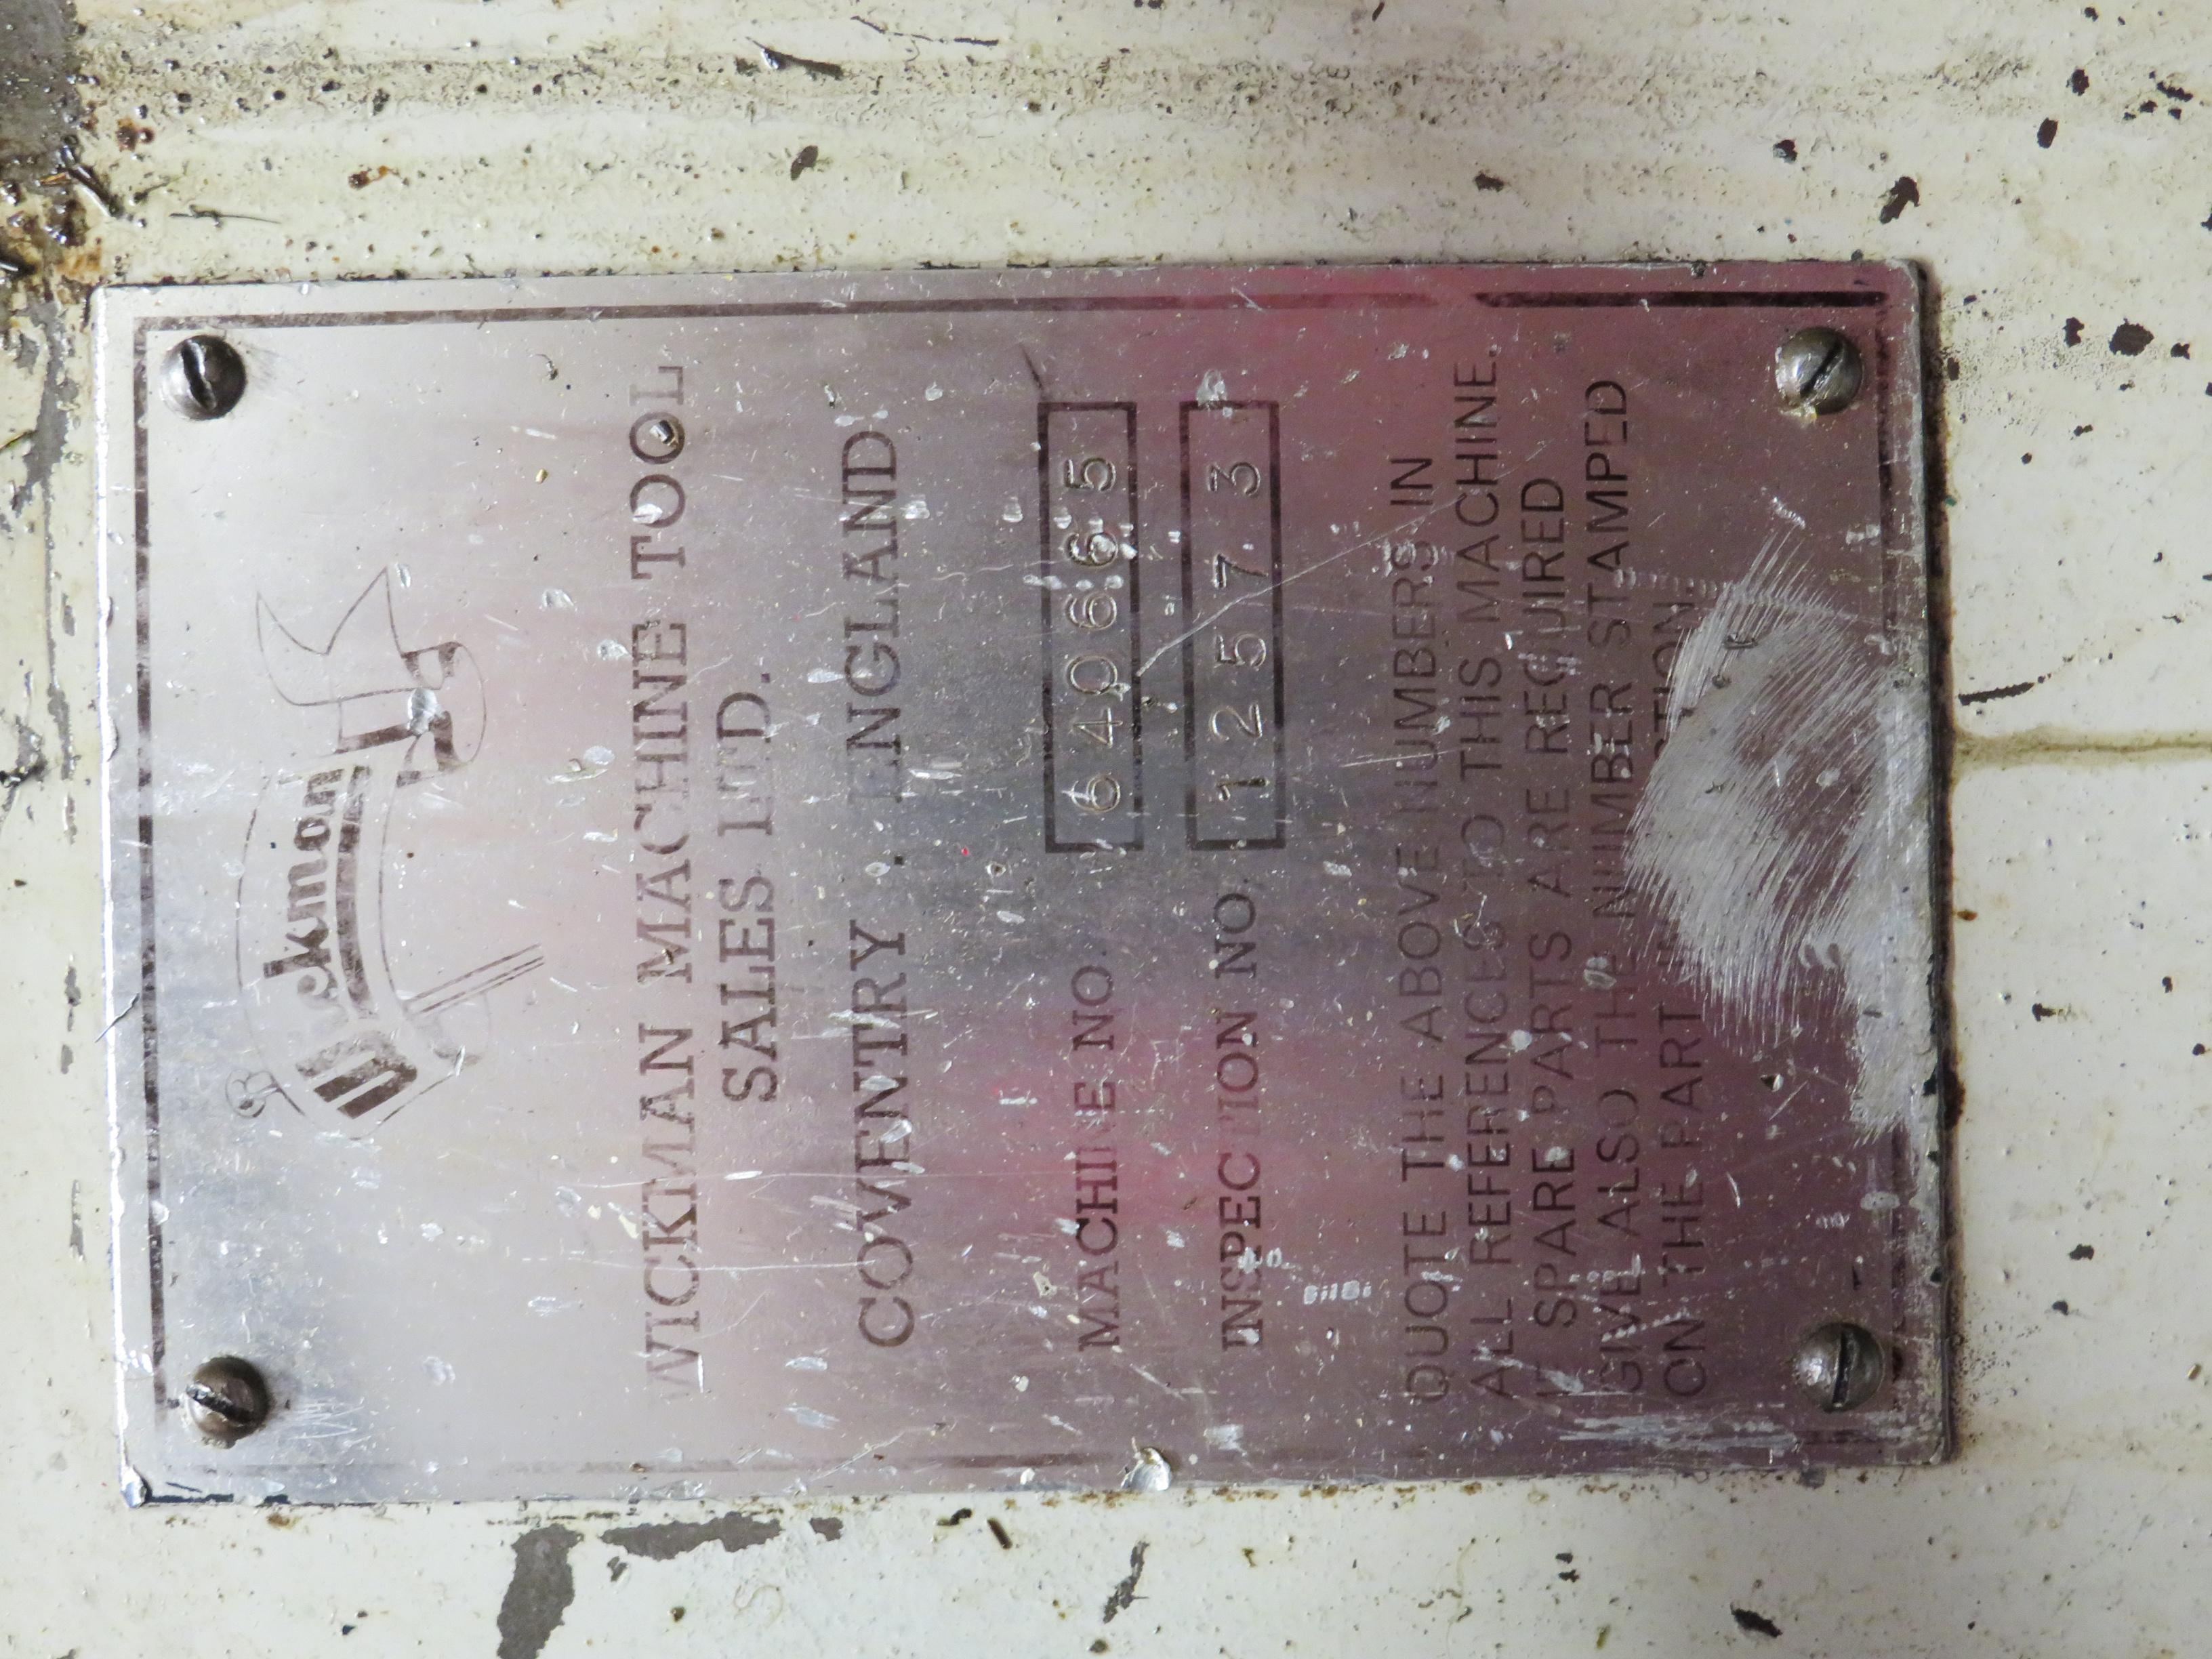 Wickman
WICKMAN MACHINE TOOL
SALES LTD.
COVENTRY . ENGLAND
MACHINE NO. 640665
INSPECTION NO. 12573
QUOTE THE ABOVE NUMBERS IN
ALL REFERENCES TO THIS MACHINE.
IF SPARE PARTS ARE REQUIRED
GIVE ALSO THE NUMBER STAMPED
ON THE PART